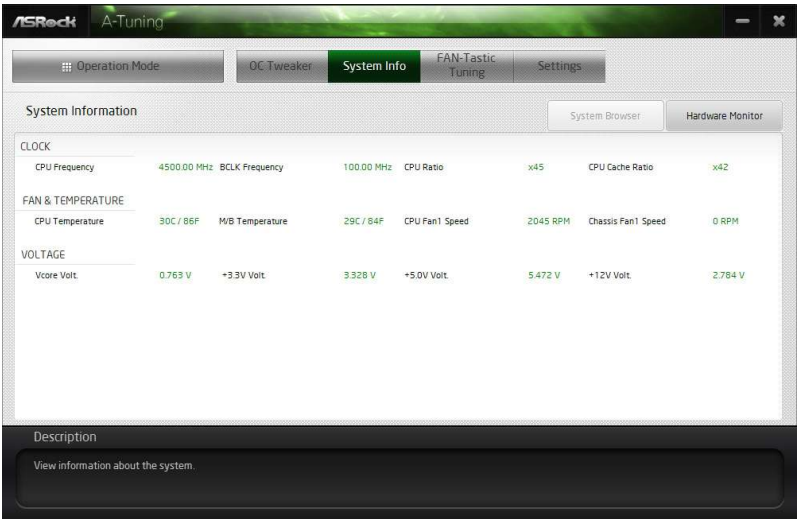 ASRock A-Tuning
Operation Mode OC Tweaker System Info FAN-Tastic Tuning Settings
System Information System Browser Hardware Monitor
CLOCK
CPU Frequency 4500.00 MHz BCLK Frequency 100.00 MHz CPU Ratio x45 CPU Cache Ratio x42
FAN & TEMPERATURE
CPU Temperature 30C / 86F M/B Temperature 29C / 84F CPU Fan1 Speed 2045 RPM Chassis Fan1 Speed 0 RPM
VOLTAGE
Vcore Volt. 0.763 V +3.3V Volt. 3.328 V +5.0V Volt. 5.472 V +12V Volt. 2.784 V
Description
View information about the system.